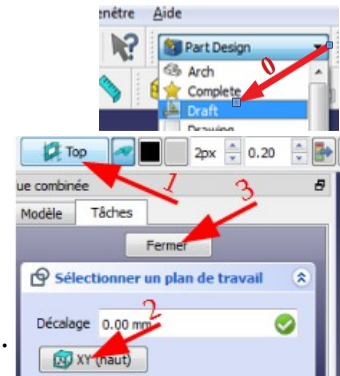 enêtre Aide
Part Design
0
Arch
Complete
Draft
Drawing
Top 2px 0.20
1
ue combinée
3
Modèle Tâches
Fermer
Sélectionner un plan de travail
2
Décalage 0.00 mm
XY (haut)
.